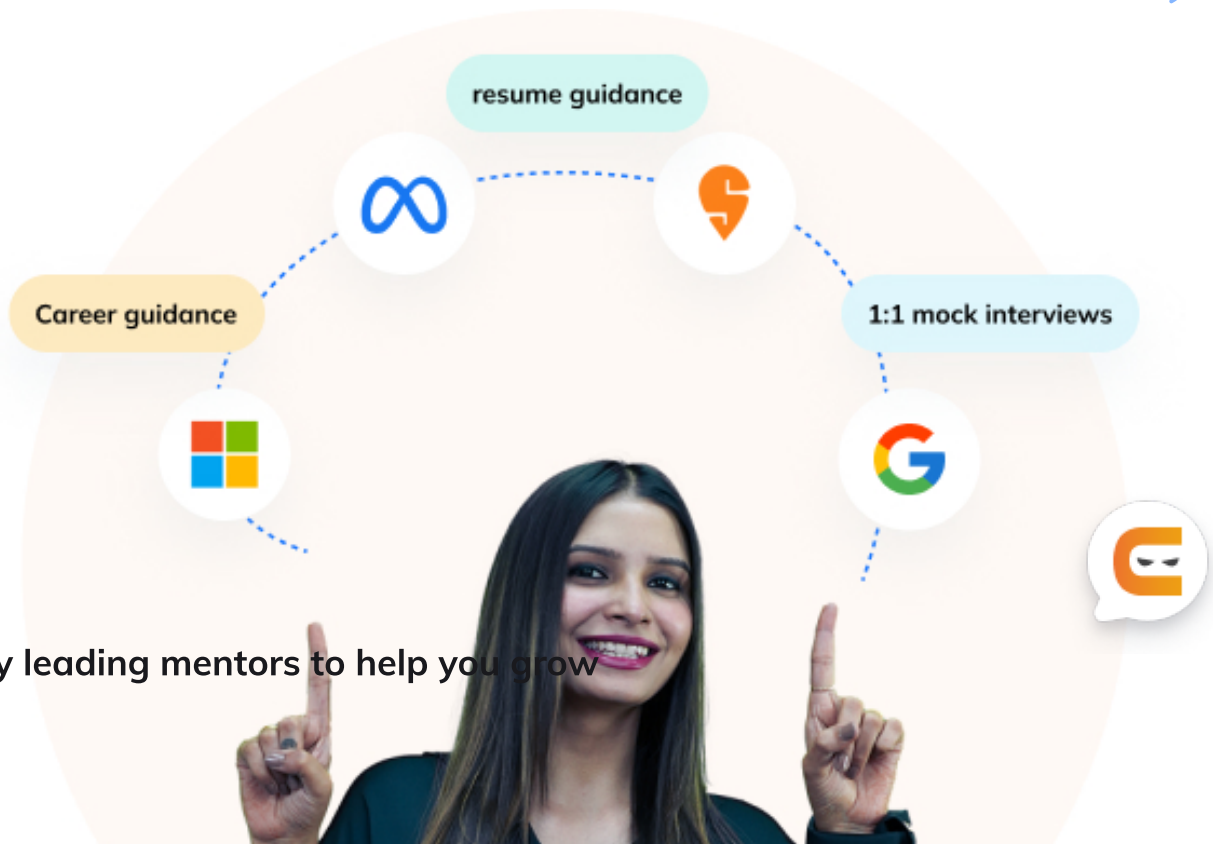 resume guidance
Career guidance
1:1 mock interviews
y leading mentors to help you grow